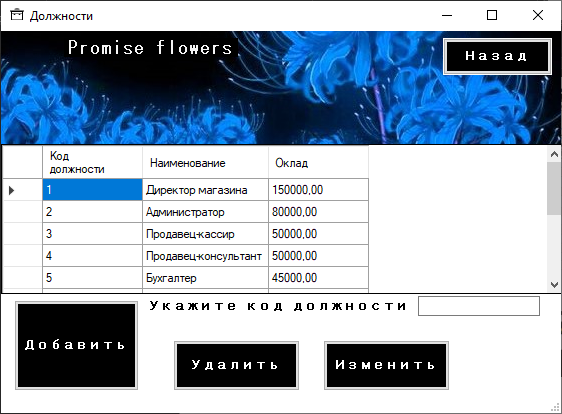 Должности
Promise flowers
Назад
Код должности Наименование Оклад
1 Директор магазина 150000,00
2 Администратор 80000,00
3 Продавец-кассир 50000,00
4 Продавец-консультант 50000,00
5 Бухгалтер 45000,00
Укажите код должности
Добавить
Удалить Изменить